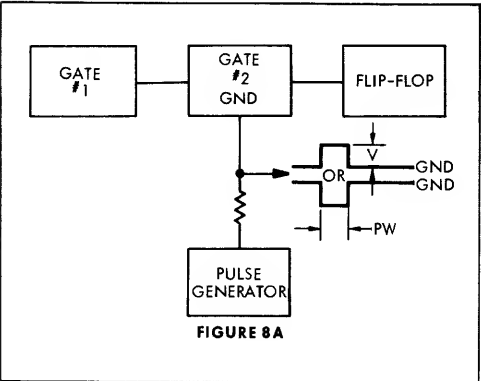 GATE
#1
GATE
#2
GND
FLIP-FLOP
V
OR
GND
GND
PW
PULSE
GENERATOR
FIGURE 8A